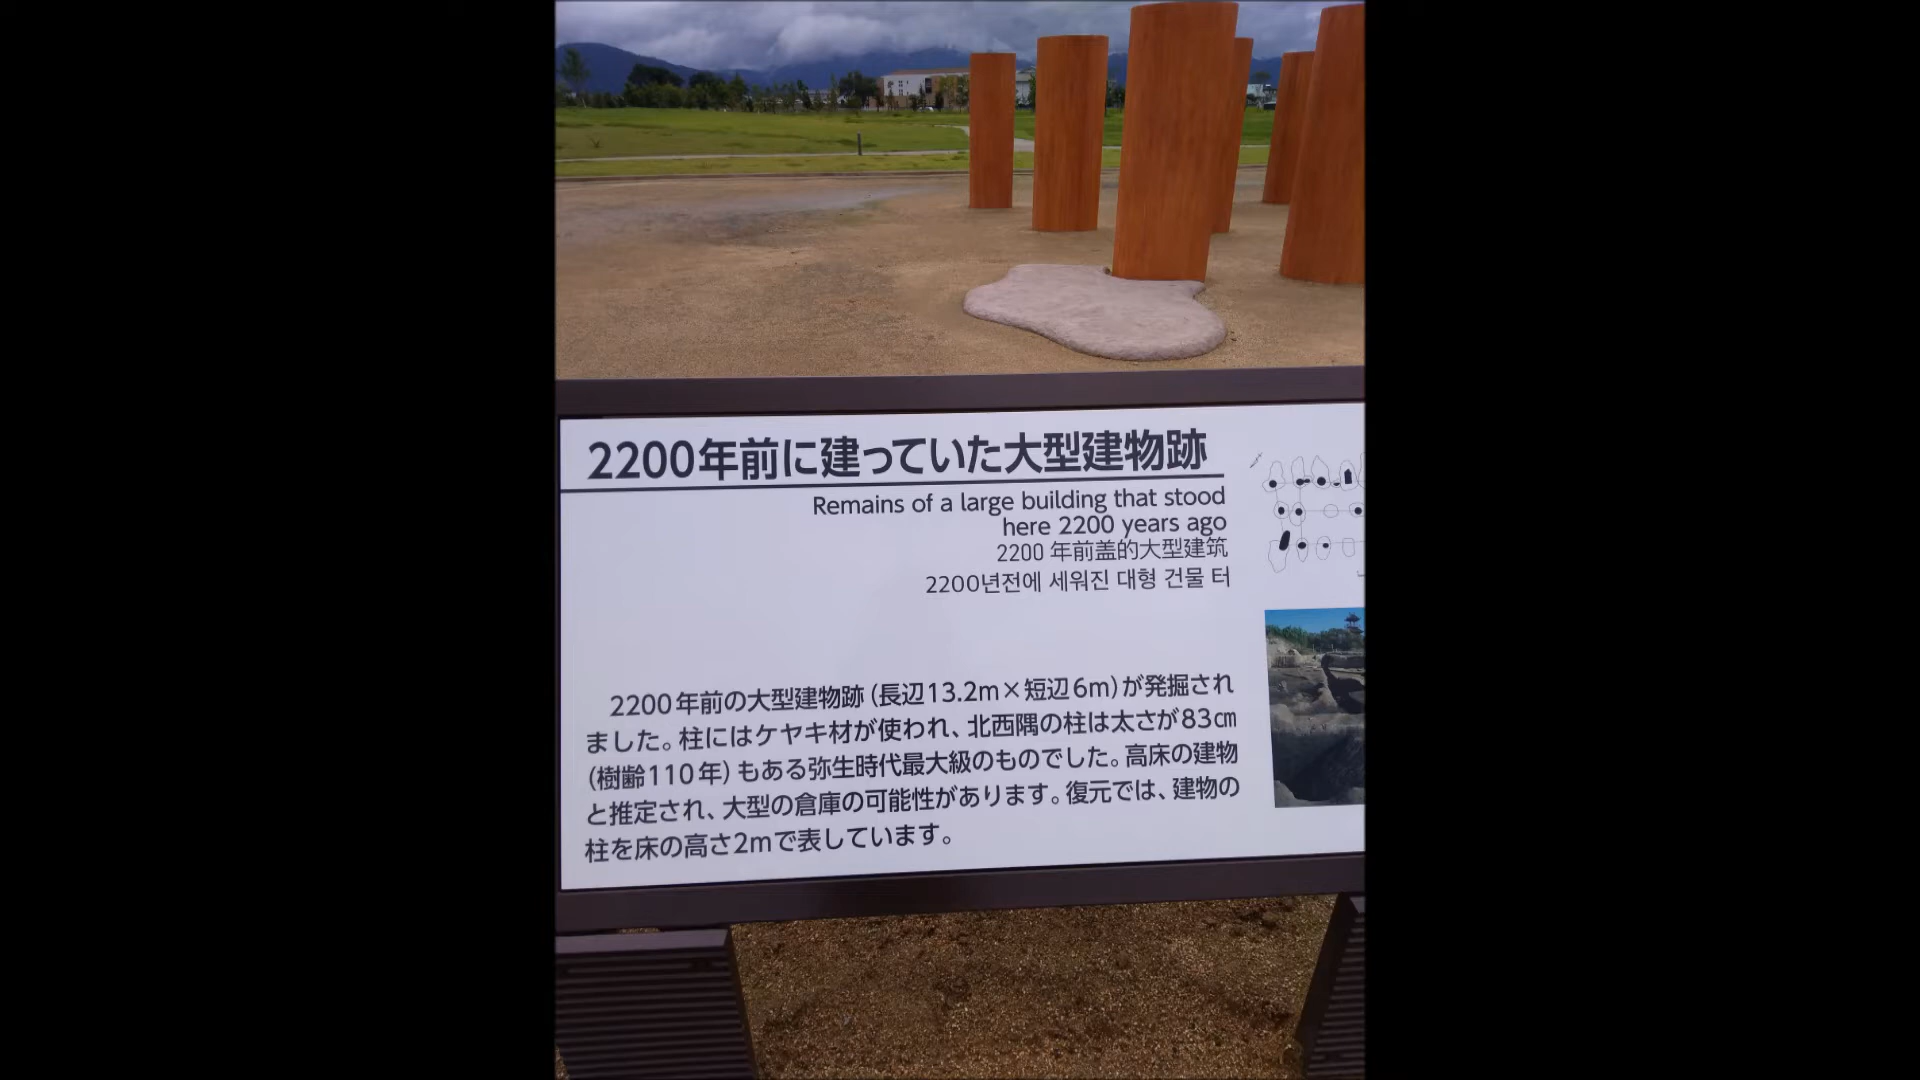 2200年前に建っていた大型建物跡
Remains of a large building that stood
here 2200 years ago
2200 年前盖的大型建筑
2200년전에 세워진 대형 건물 터
2200年前の大型建物跡（長辺13.2m×短辺6m）が発掘され
ました。柱にはケヤキ材が使われ、北西隅の柱は太さが83㎝
（樹齢110年）もある弥生時代最大級のものでした。高床の建物
と推定され、大型の倉庫の可能性があります。復元では、建物の
柱を床の高さ2mで表しています。